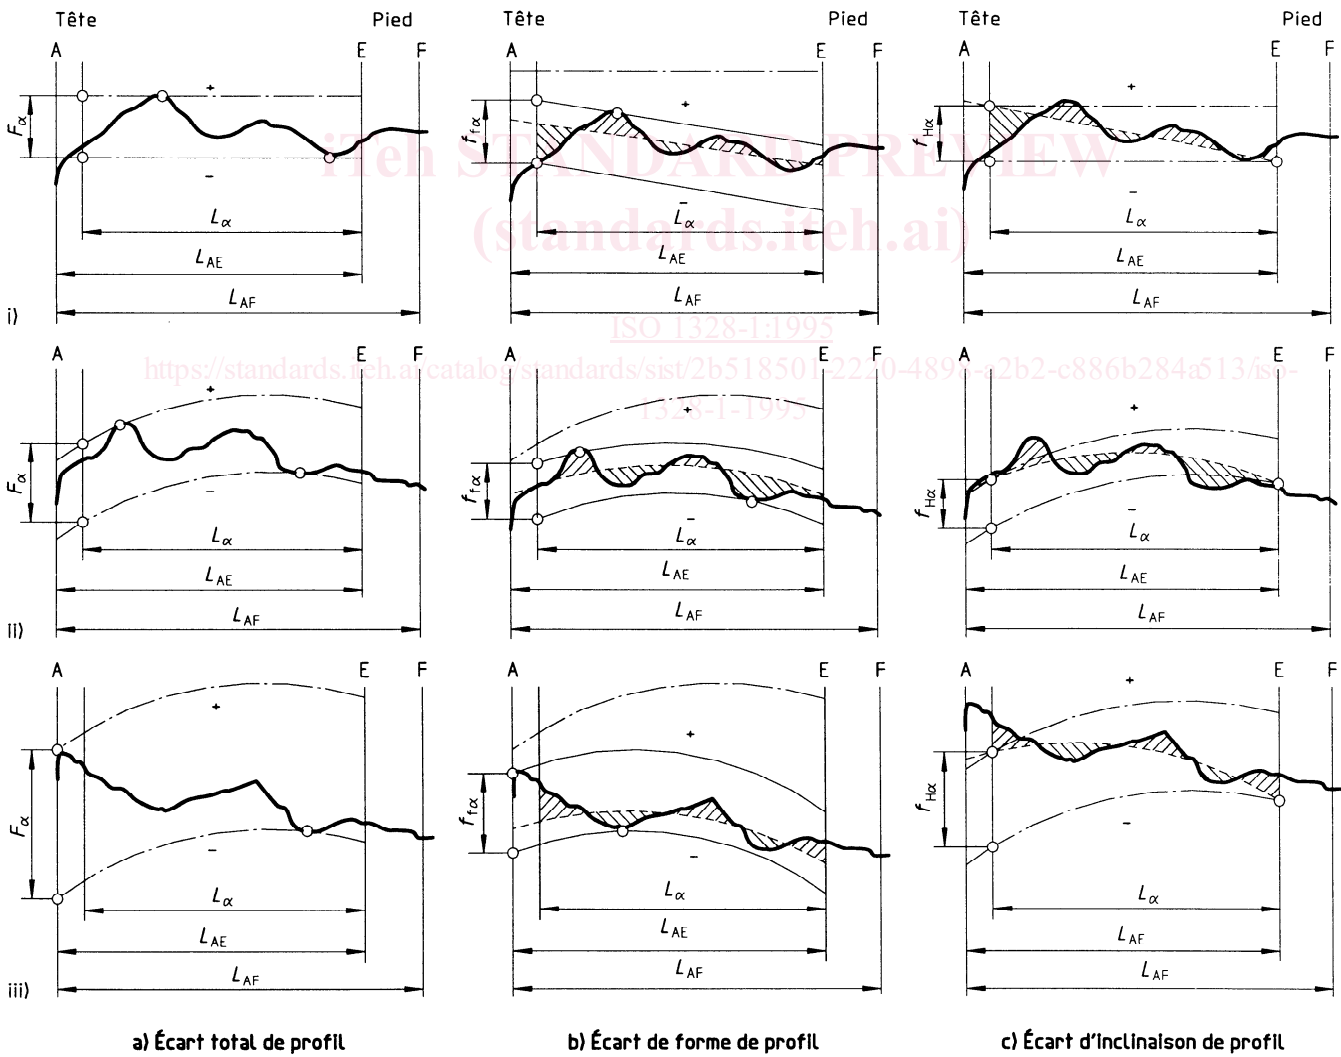 Tête Pied Tête Pied Tête Pied
A E F A E F A E F
+ + +
Fα ffα fHα
− − −
Lα Lα Lα
LAE LAE LAE
LAF LAF LAF
i)
iTeh STANDARD PREVIEW
(standards.iteh.ai)
ISO 1328-1:1995
https://standards.iteh.ai/catalog/standards/sist/2b518501-2220-4898-a2b2-c886b284a513/iso-
1328-1-1995
A E F A E F A E F
+ + +
Fα ffα fHα
− − −
Lα Lα Lα
LAE LAE LAE
LAF LAF LAF
ii)
A E F A E F A E F
+ + +
Fα ffα fHα
− − −
Lα Lα Lα
LAE LAE LAF
LAF LAF LAF
iii)
a) Écart total de profil b) Écart de forme de profil c) Écart d'inclinaison de profil